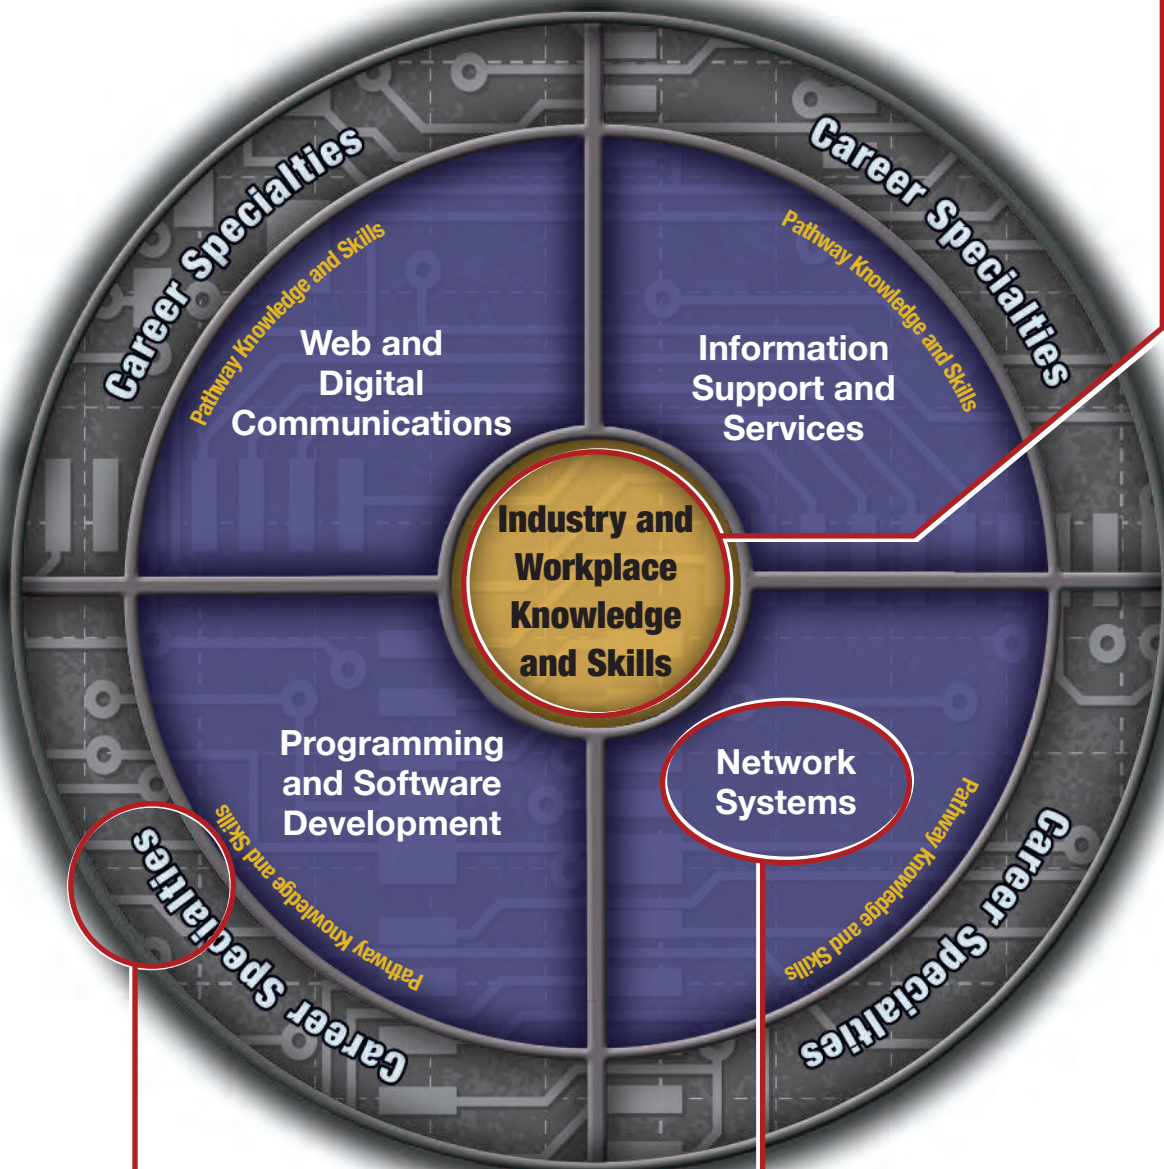 Career Specialties
Career Specialties
Pathway Knowledge and Skills
Pathway Knowledge and Skills
Web and
Digital
Communications
Information
Support and
Services
Industry and
Workplace
Knowledge
and Skills
Programming
and Software
Development
Network
Systems
Pathway Knowledge and Skills
Pathway Knowledge and Skills
Career Specialties
Career Specialties